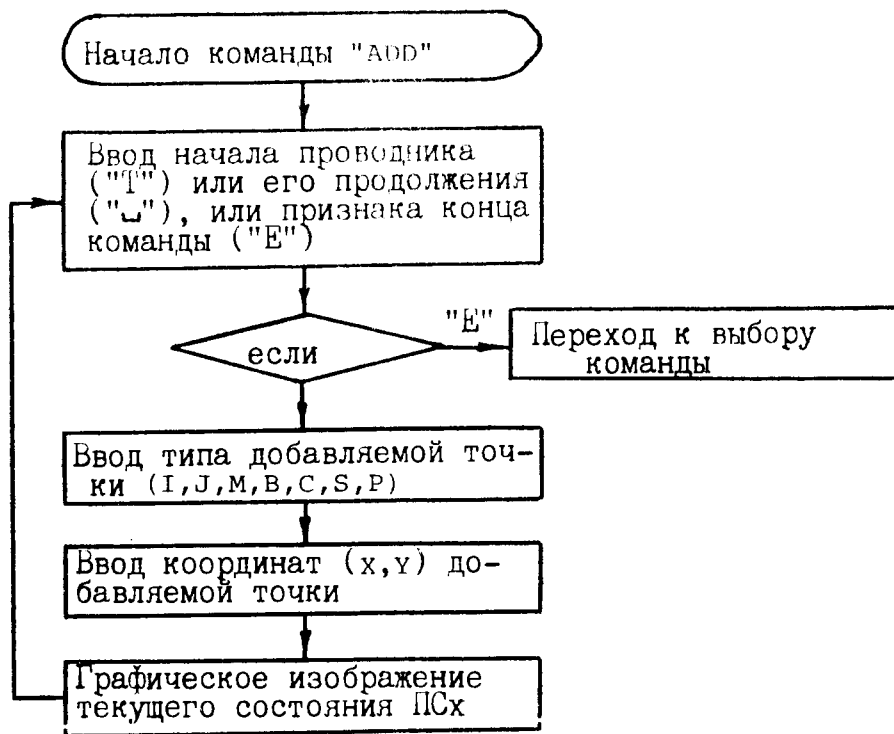 Начало команды "ADD"
Ввод начала проводника
("T") или его продолжения
("␣"), или признака конца
команды ("E")
если
"E"
Переход к выбору
команды
Ввод типа добавляемой точ-
ки (I,J,M,B,C,S,P)
Ввод координат (X,Y) до-
бавляемой точки
Графическое изображение
текущего состояния ПСх